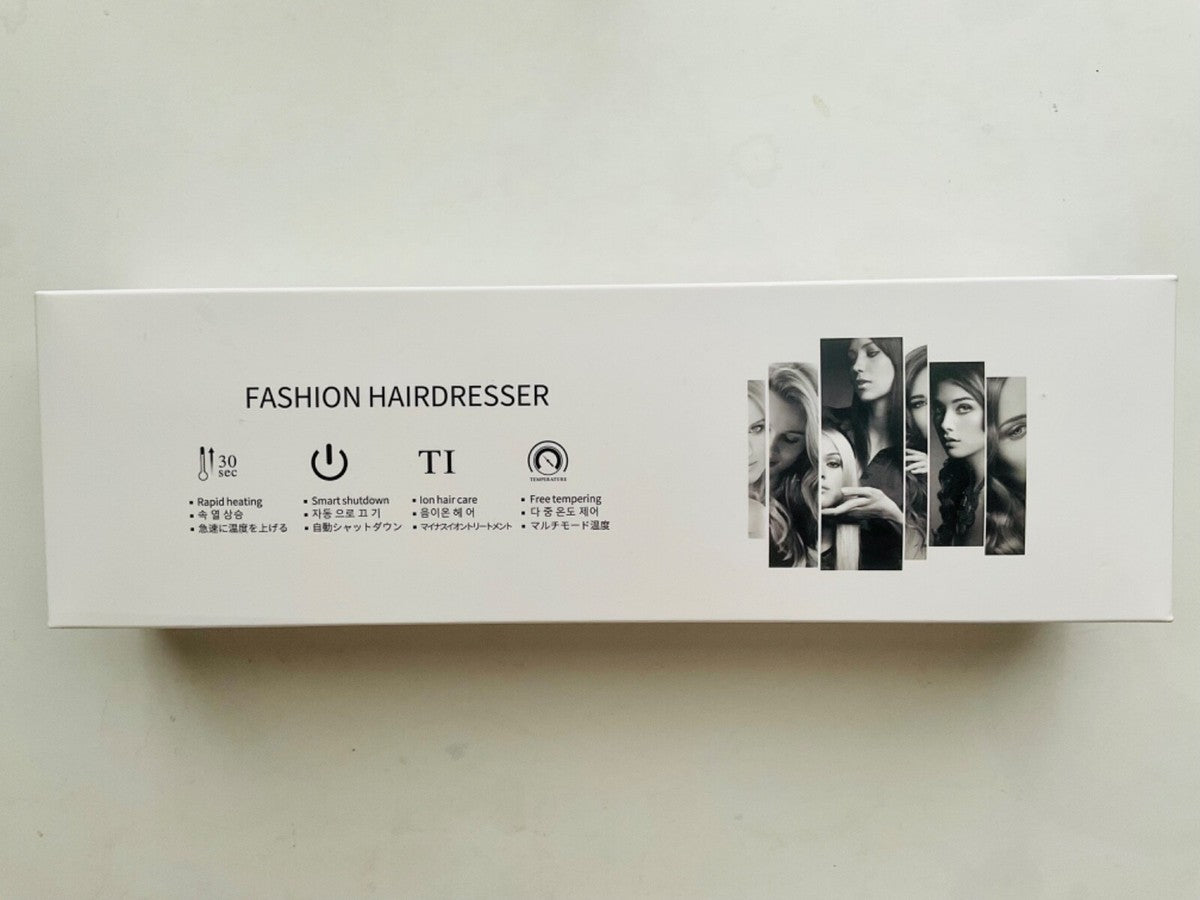 FASHION HAIRDRESSER
30
sec
TI
TEMPERATURE
▪ Rapid heating
▪ 속 열 상승
▪ 急速に温度を上げる
▪ Smart shutdown
▪ 자동 으로 끄 기
▪ 自動シャットダウン
▪ Ion hair care
▪ 음이온 헤 어
▪ マイナスイオントリートメント
▪ Free tempering
▪ 다 중 온도 제어
▪ マルチモード温度